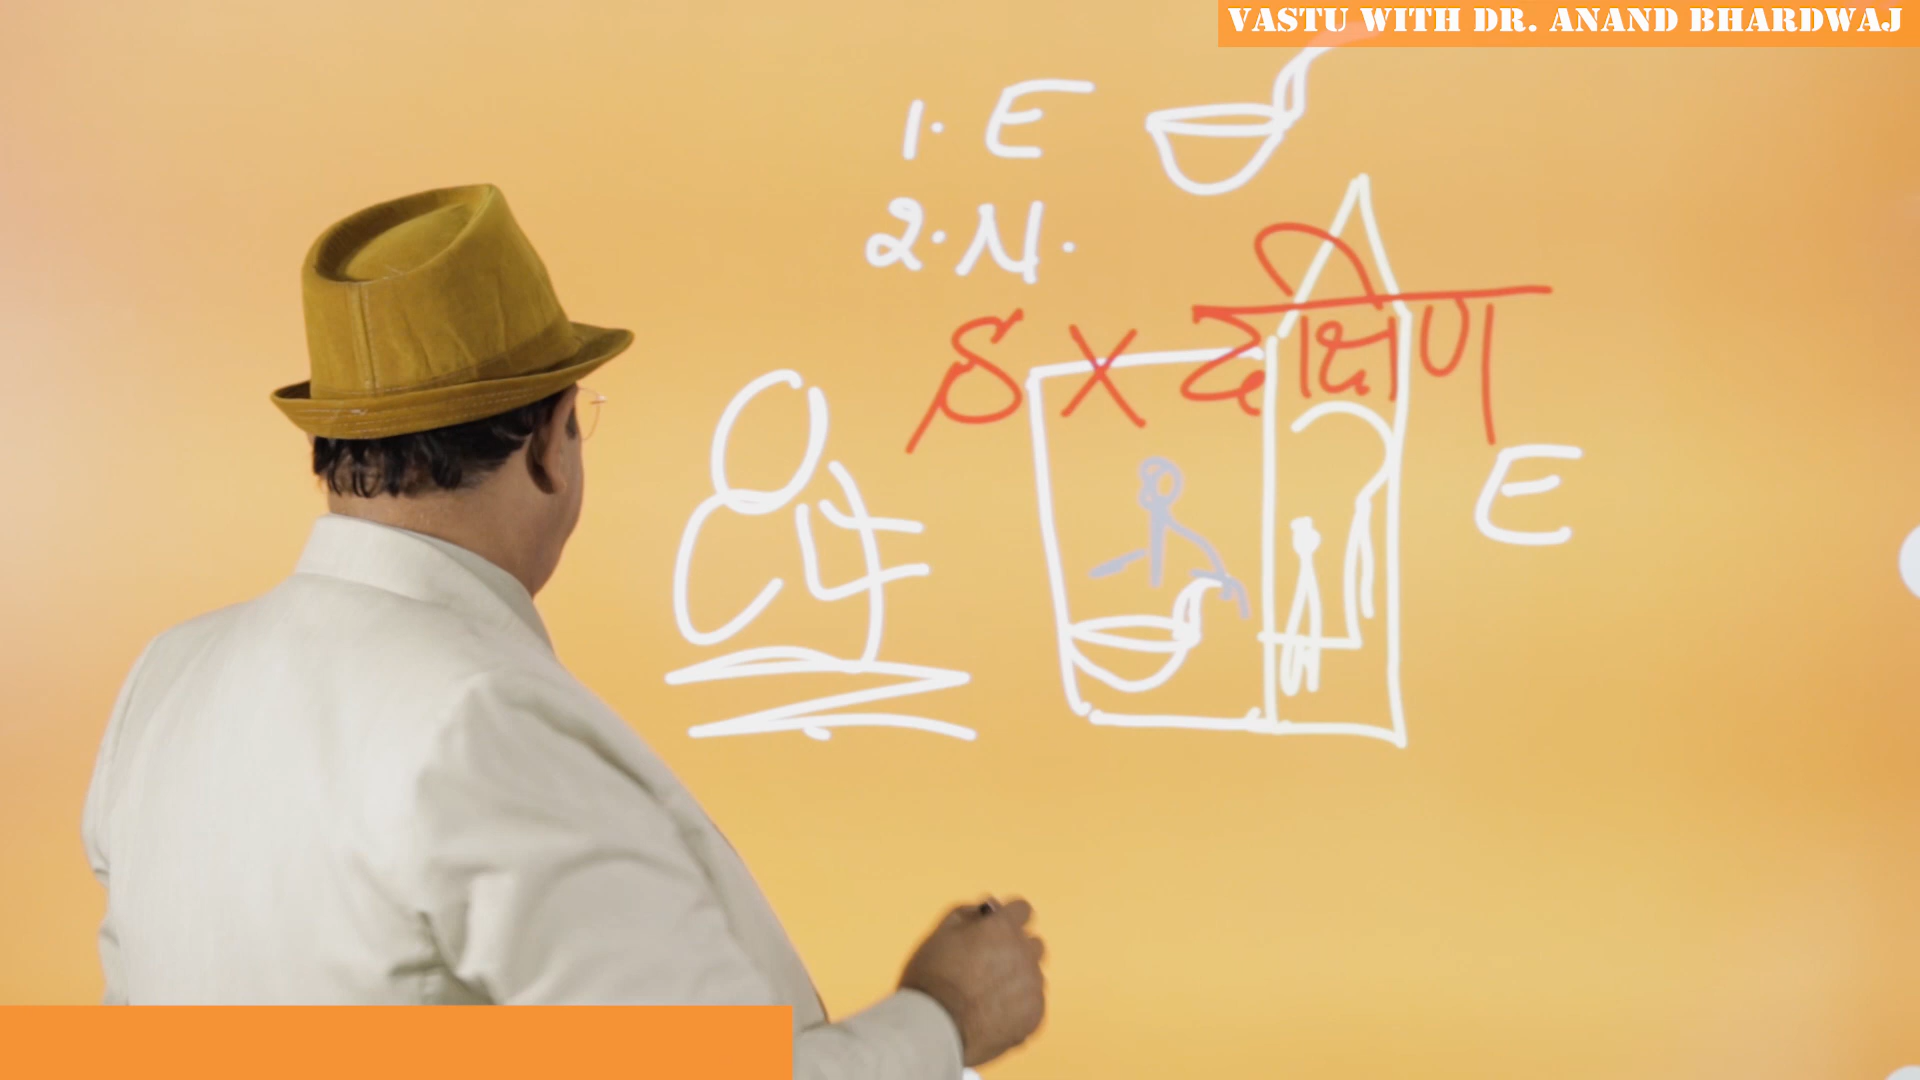 VASTU WITH DR. ANAND BHARDWAJ
1. E
2. N.
S X दक्षिण
E